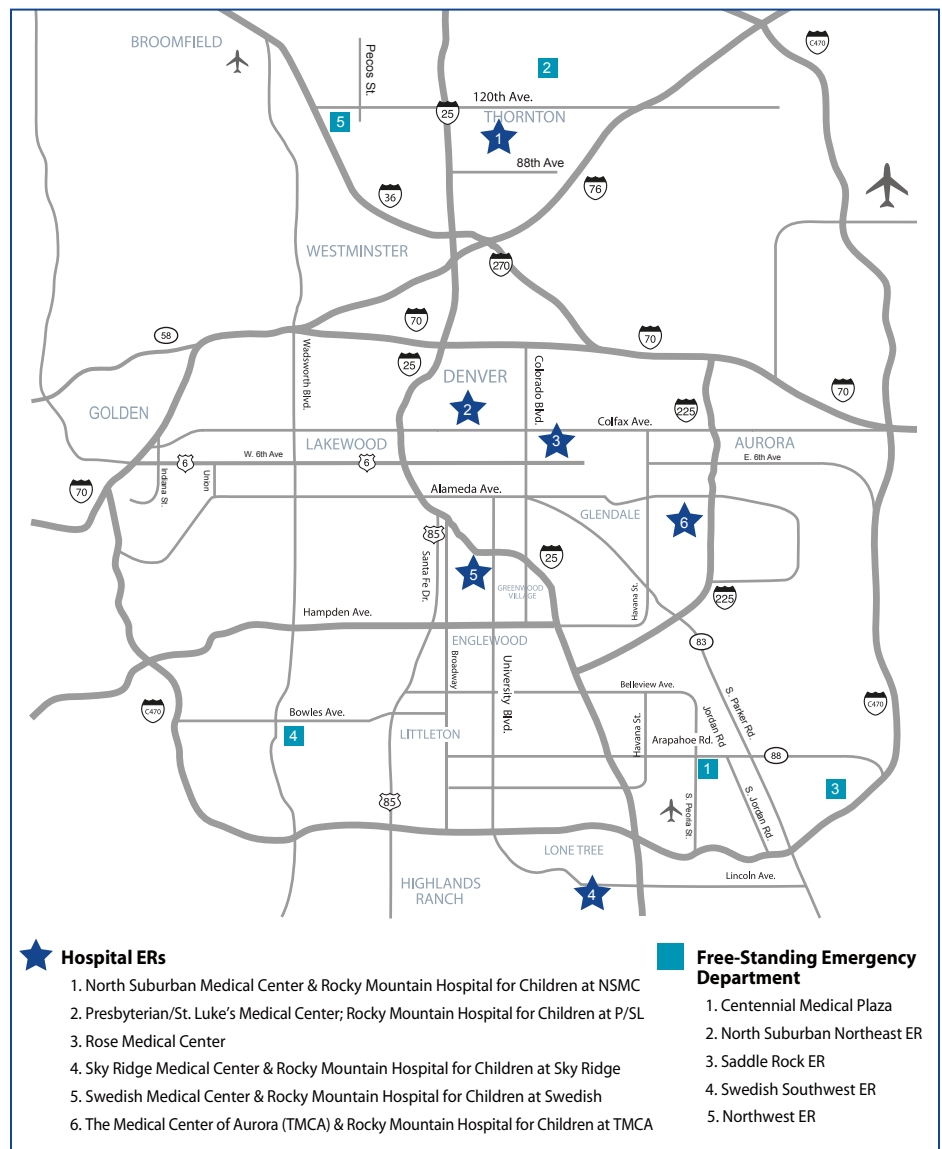 BROOMFIELD
Pecos St.
C470
2
120th Ave.
25
THORNTON
5
1
88th Ave
36
76
WESTMINSTER
270
70
58
70
25
Wadsworth Blvd.
Colorado Blvd.
DENVER
70
2
225
GOLDEN
Colfax Ave.
3
LAKEWOOD
AURORA
W. 6th Ave
6
6
E. 6th Ave
Indiana St.
Union
70
Alameda Ave.
GLENDALE
6
85
25
Santa Fe Dr.
5
GREENWOOD
VILLAGE
Havana St.
225
Hampden Ave.
ENGLEWOOD
83
Broadway
University Blvd.
Belleview Ave.
S. Parker Rd.
C470
C470
Bowles Ave.
Havana St.
Jordan Rd
4
LITTLETON
Arapahoe Rd.
88
1
3
85
S. Peoria St.
S. Jordan Rd.
LONE TREE
HIGHLANDS
RANCH
4
Lincoln Ave.
Hospital ERs
1. North Suburban Medical Center & Rocky Mountain Hospital for Children at NSMC
2. Presbyterian/St. Luke's Medical Center; Rocky Mountain Hospital for Children at P/SL
3. Rose Medical Center
4. Sky Ridge Medical Center & Rocky Mountain Hospital for Children at Sky Ridge
5. Swedish Medical Center & Rocky Mountain Hospital for Children at Swedish
6. The Medical Center of Aurora (TMCA) & Rocky Mountain Hospital for Children at TMCA
Free-Standing Emergency
Department
1. Centennial Medical Plaza
2. North Suburban Northeast ER
3. Saddle Rock ER
4. Swedish Southwest ER
5. Northwest ER